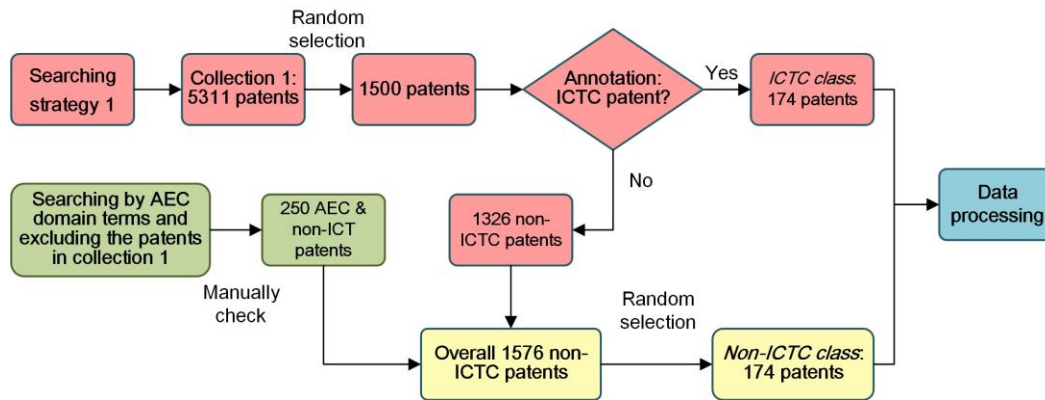 Random
selection
Searching
strategy 1
Collection 1:
5311 patents
1500 patents
Annotation:
ICTC patent?
Yes
ICTC class:
174 patents
No
Searching by AEC
domain terms and
excluding the patents
in collection 1
250 AEC &
non-ICT
patents
1326 non-
ICTC patents
Data
processing
Manually
check
Random
selection
Overall 1576 non-
ICTC patents
Non-ICTC class:
174 patents